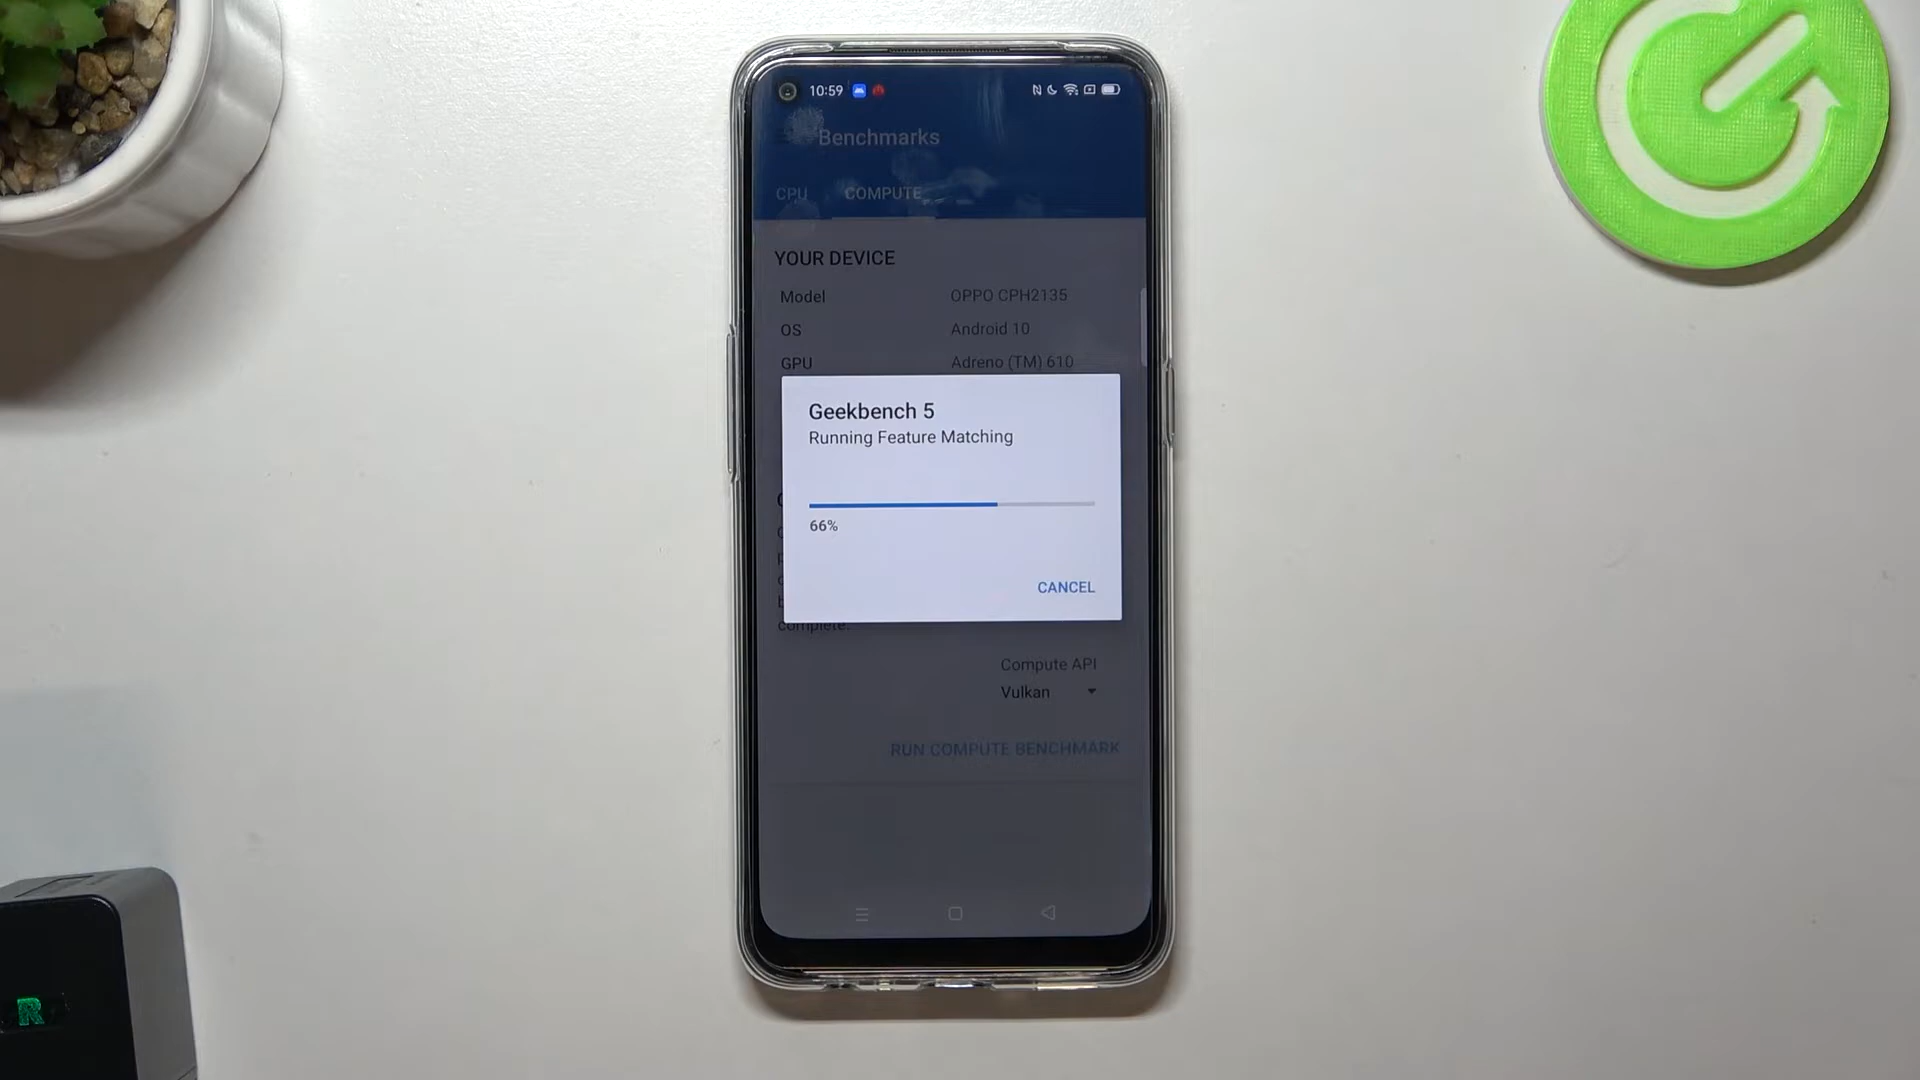 10:59
Benchmarks
CPU COMPUTE
YOUR DEVICE
Model OPPO CPH2135
OS Android 10
GPU Adreno (TM) 610
Geekbench 5
Running Feature Matching
66%
CANCEL
complete.
Compute API
Vulkan
RUN COMPUTE BENCHMARK
R